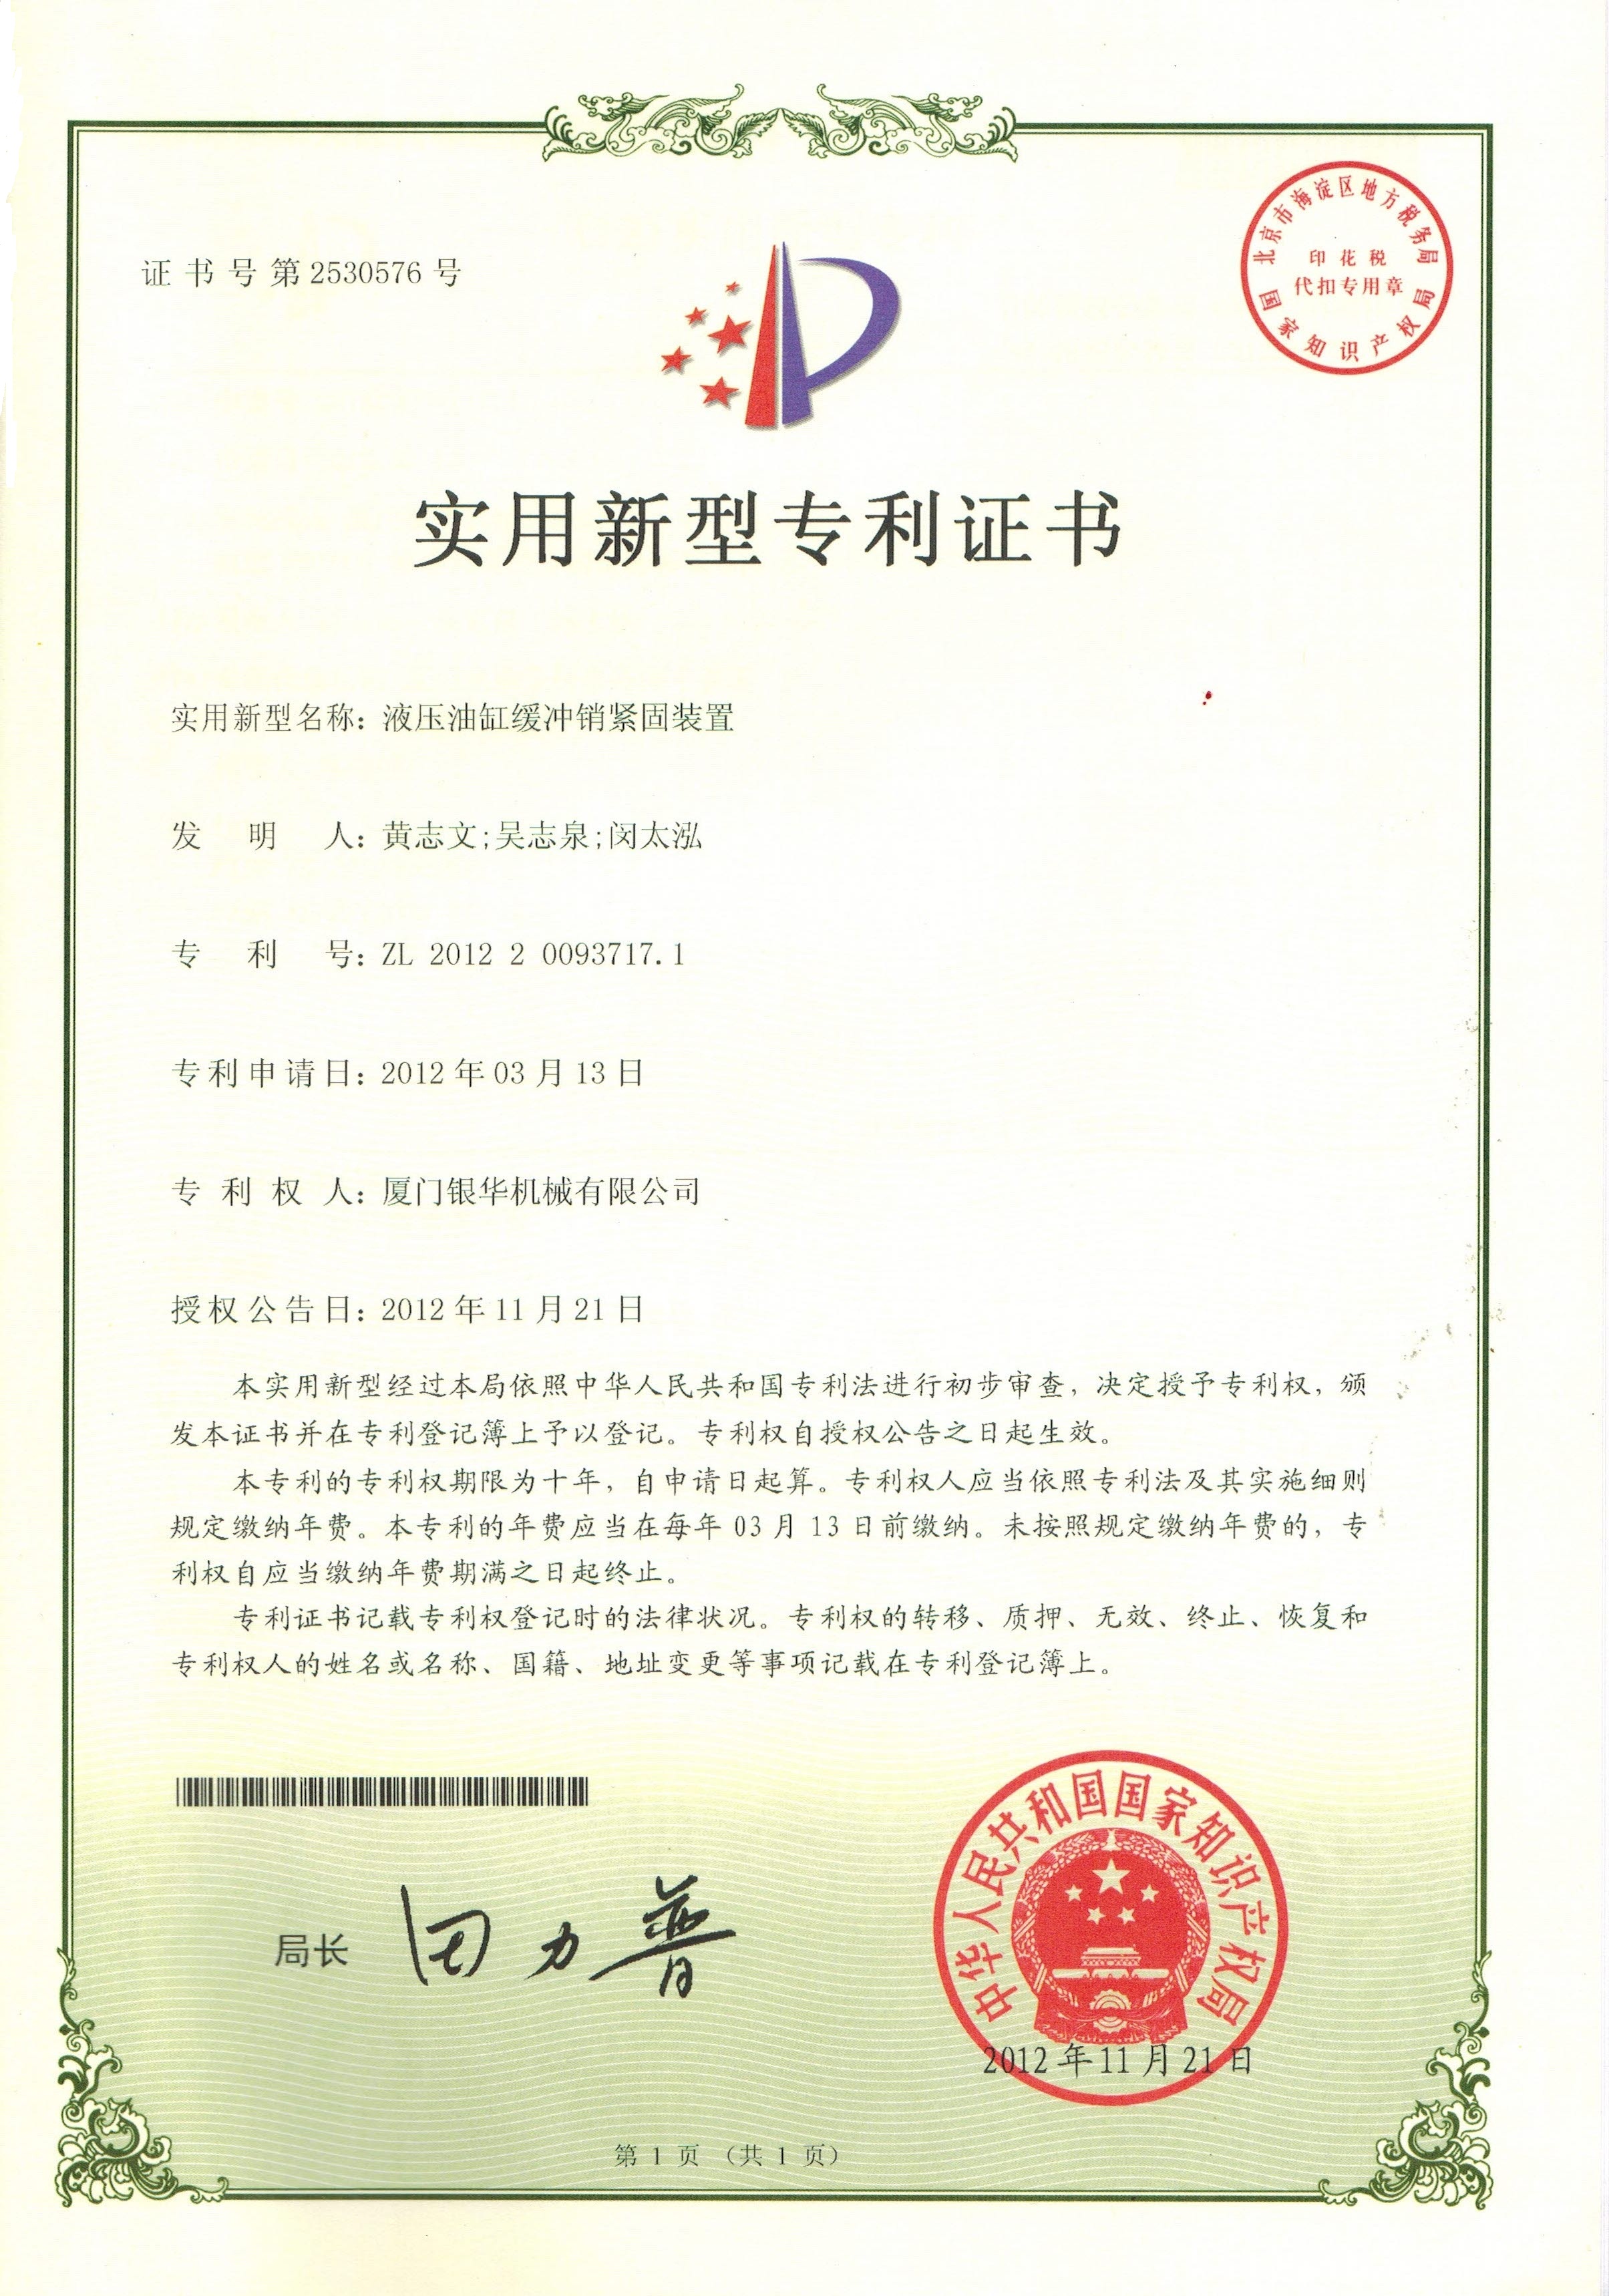 证书号第2530576号
北京市海淀区地方税务局
印花税
代扣专用章
国家知识产权局
实用新型专利证书
实用新型名称：液压油缸缓冲销紧固装置
发明人：黄志文;吴志泉;闵太泓
专利号：ZL 2012 2 0093717.1
专利申请日：2012年03月13日
专利权人：厦门银华机械有限公司
授权公告日：2012年11月21日
本实用新型经过本局依照中华人民共和国专利法进行初步审查，决定授予专利权，颁
发本证书并在专利登记簿上予以登记。专利权自授权公告之日起生效。
本专利的专利权期限为十年，自申请日起算。专利权人应当依照专利法及其实施细则
规定缴纳年费。本专利的年费应当在每年03月13日前缴纳。未按照规定缴纳年费的，专
利权自应当缴纳年费期满之日起终止。
专利证书记载专利权登记时的法律状况。专利权的转移、质押、无效、终止、恢复和
专利权人的姓名或名称、国籍、地址变更等事项记载在专利登记簿上。
局长 田力普
中华人民共和国国家知识产权局
2012年11月21日
第1页（共1页）